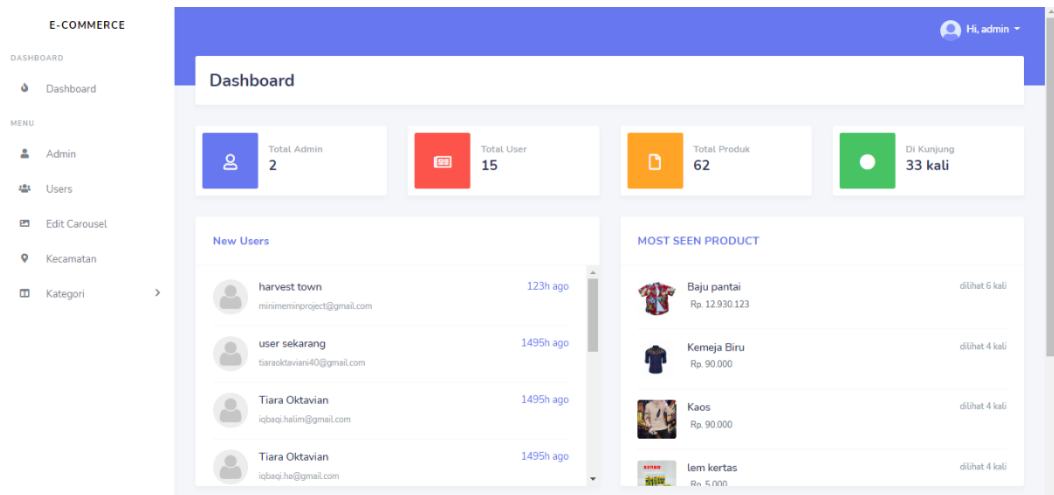 E-COMMERCE
Hi, admin
DASHBOARD
Dashboard
MENU
Admin
Users
Edit Carousel
Kecamatan
Kategori
Dashboard
Total Admin
2
Total User
15
Total Produk
62
Di Kunjung
33 kali
New Users
harvest town
123h ago
minimeminproject@gmail.com
user sekarang
1495h ago
tiaraoktaviani40@gmail.com
Tiara Oktavian
1495h ago
iqbaqi.halim@gmail.com
Tiara Oktavian
1495h ago
iqbaqi.ha@gmail.com
MOST SEEN PRODUCT
Baju pantai
dilihat 6 kali
Rp. 12.930.123
Kemeja Biru
dilihat 4 kali
Rp. 90.000
Kaos
dilihat 4 kali
Rp. 90.000
lem kertas
dilihat 4 kali
Rp. 5.000